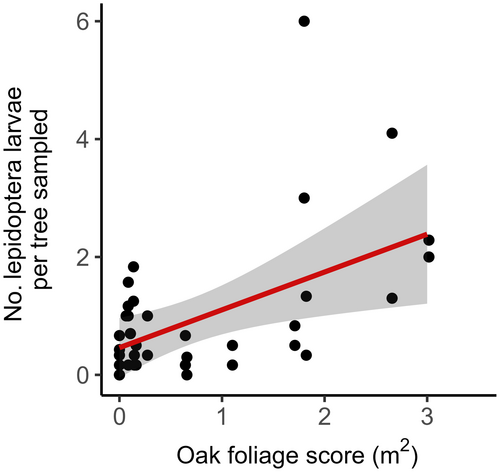 No. lepidoptera larvae
per tree sampled
6
4
2
0
0 1 2 3
Oak foliage score (m²)